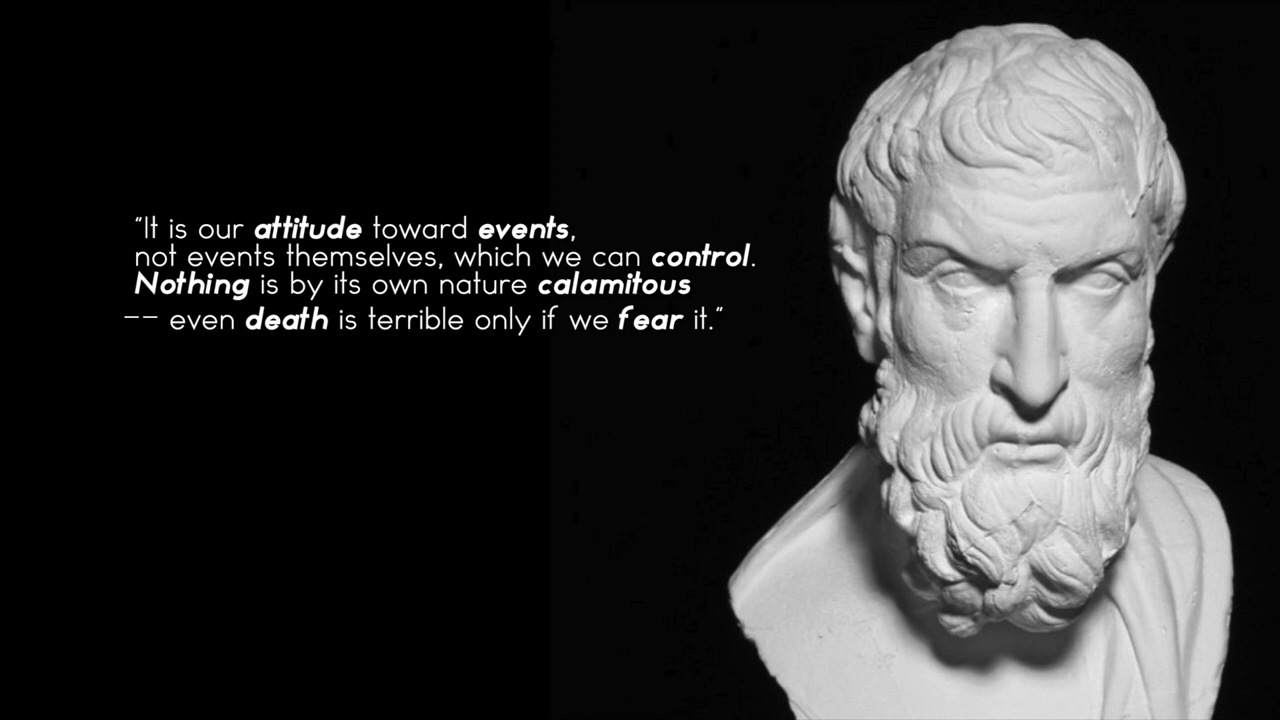 "It is our attitude toward events,
not events themselves, which we can control.
Nothing is by its own nature calamitous
-- even death is terrible only if we fear it."